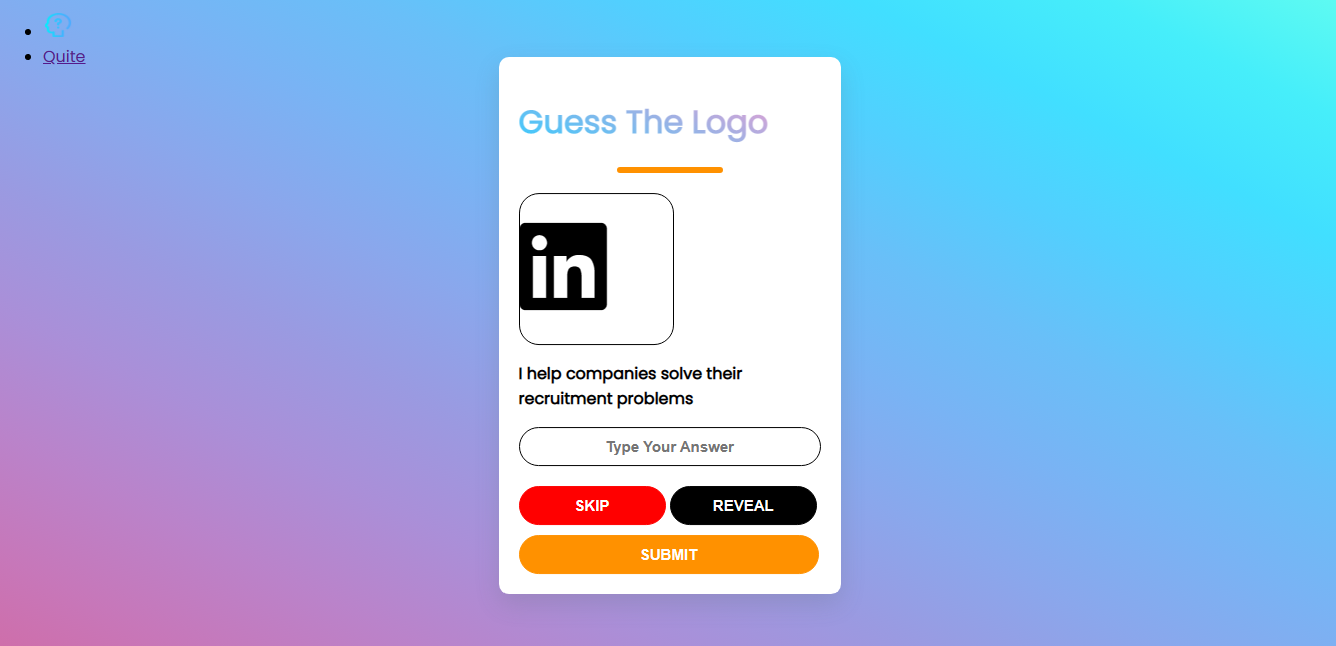 ?
Quite
Guess The Logo
in
I help companies solve their
recruitment problems
Type Your Answer
SKIP
REVEAL
SUBMIT